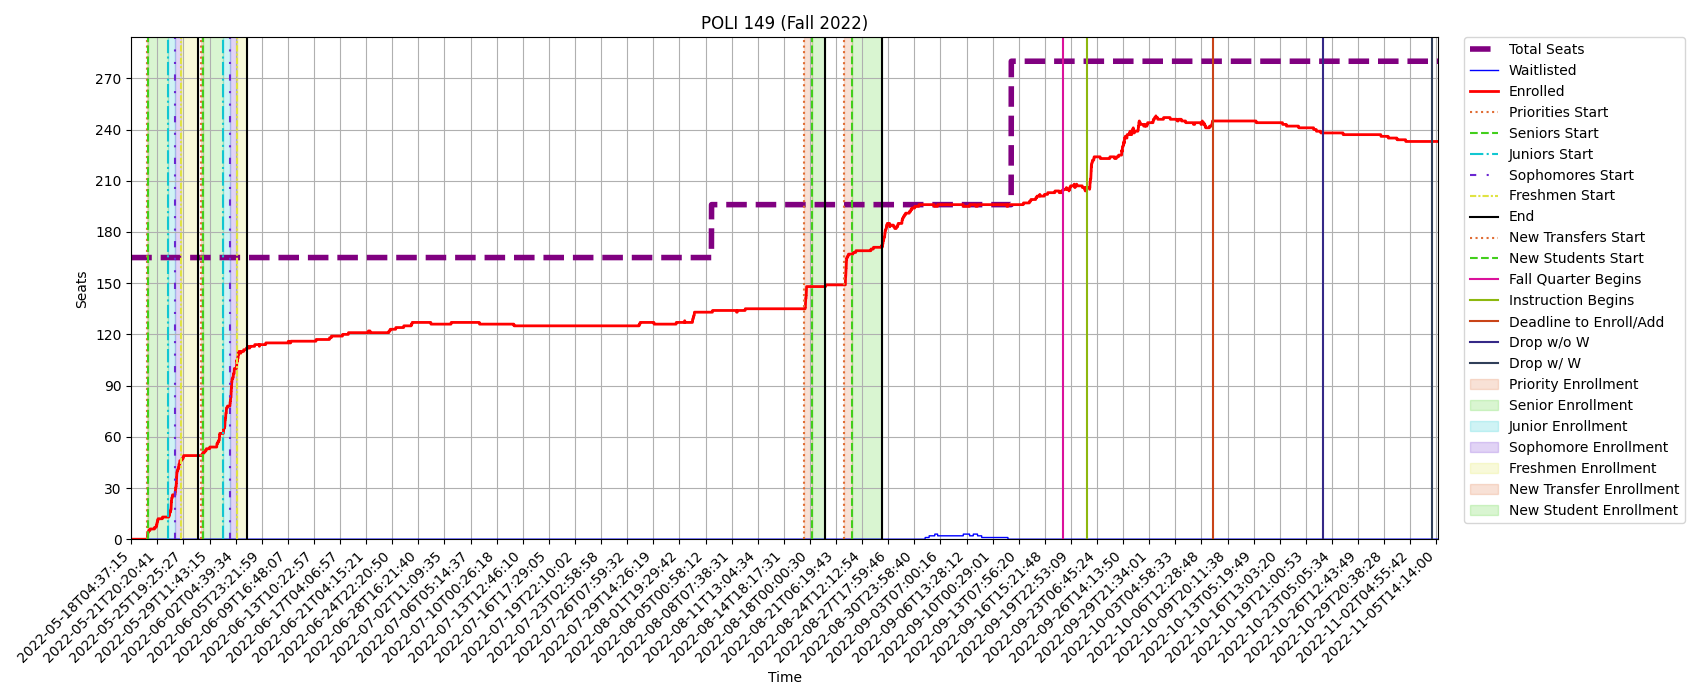 POLI 149 (Fall 2022)
Seats
270
240
210
180
150
120
90
60
30
0
2022-05-18T04:37:15
2022-05-21T20:20:41
2022-05-25T19:25:27
2022-05-29T11:43:15
2022-06-02T04:39:34
2022-06-05T23:21:59
2022-06-09T16:48:07
2022-06-13T10:22:57
2022-06-17T04:06:57
2022-06-21T04:15:21
2022-06-24T22:20:50
2022-06-28T16:21:40
2022-07-02T11:09:35
2022-07-06T05:14:37
2022-07-10T00:26:18
2022-07-13T12:46:10
2022-07-16T17:29:05
2022-07-19T22:10:02
2022-07-23T02:58:58
2022-07-26T07:59:32
2022-07-29T14:26:19
2022-08-01T19:29:42
2022-08-05T00:58:12
2022-08-08T07:38:31
2022-08-11T13:04:34
2022-08-14T18:17:31
2022-08-18T00:00:30
2022-08-21T06:19:43
2022-08-24T12:12:54
2022-08-27T17:59:46
2022-08-30T23:58:40
2022-09-03T07:00:16
2022-09-06T13:28:12
2022-09-10T00:29:01
2022-09-13T07:56:20
2022-09-16T15:21:48
2022-09-19T22:53:09
2022-09-23T06:45:24
2022-09-26T14:13:50
2022-09-29T21:34:01
2022-10-03T04:58:33
2022-10-06T12:28:48
2022-10-09T20:11:38
2022-10-13T05:19:49
2022-10-16T13:03:20
2022-10-19T21:00:53
2022-10-23T05:05:34
2022-10-26T12:43:49
2022-10-29T20:38:28
2022-11-02T04:55:42
2022-11-05T14:14:00
Time
Total Seats
Waitlisted
Enrolled
Priorities Start
Seniors Start
Juniors Start
Sophomores Start
Freshmen Start
End
New Transfers Start
New Students Start
Fall Quarter Begins
Instruction Begins
Deadline to Enroll/Add
Drop w/o W
Drop w/ W
Priority Enrollment
Senior Enrollment
Junior Enrollment
Sophomore Enrollment
Freshmen Enrollment
New Transfer Enrollment
New Student Enrollment